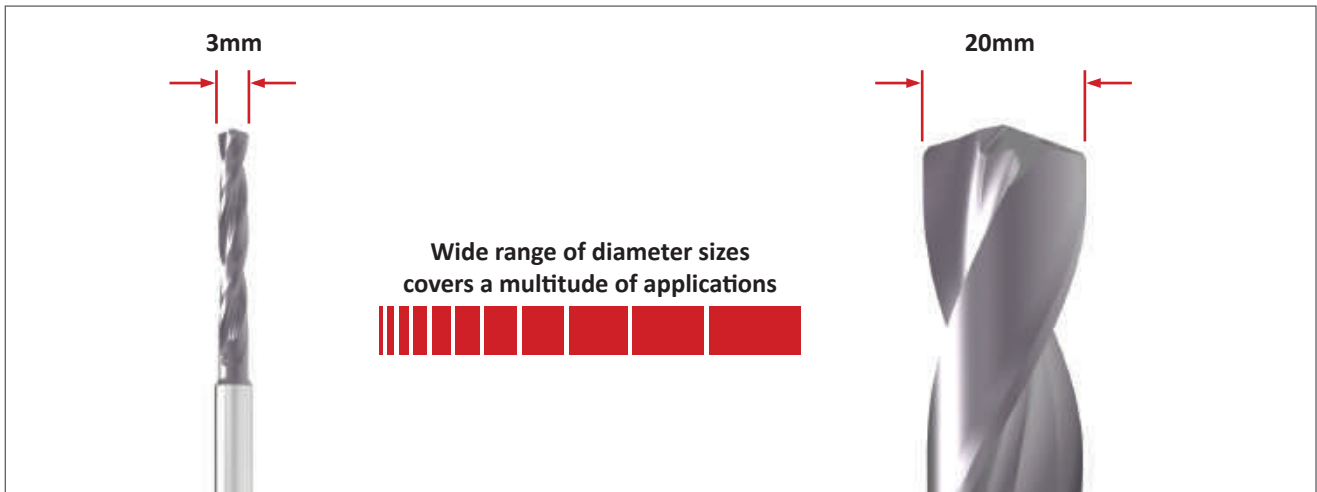 3mm
20mm
Wide range of diameter sizes
covers a multitude of applications